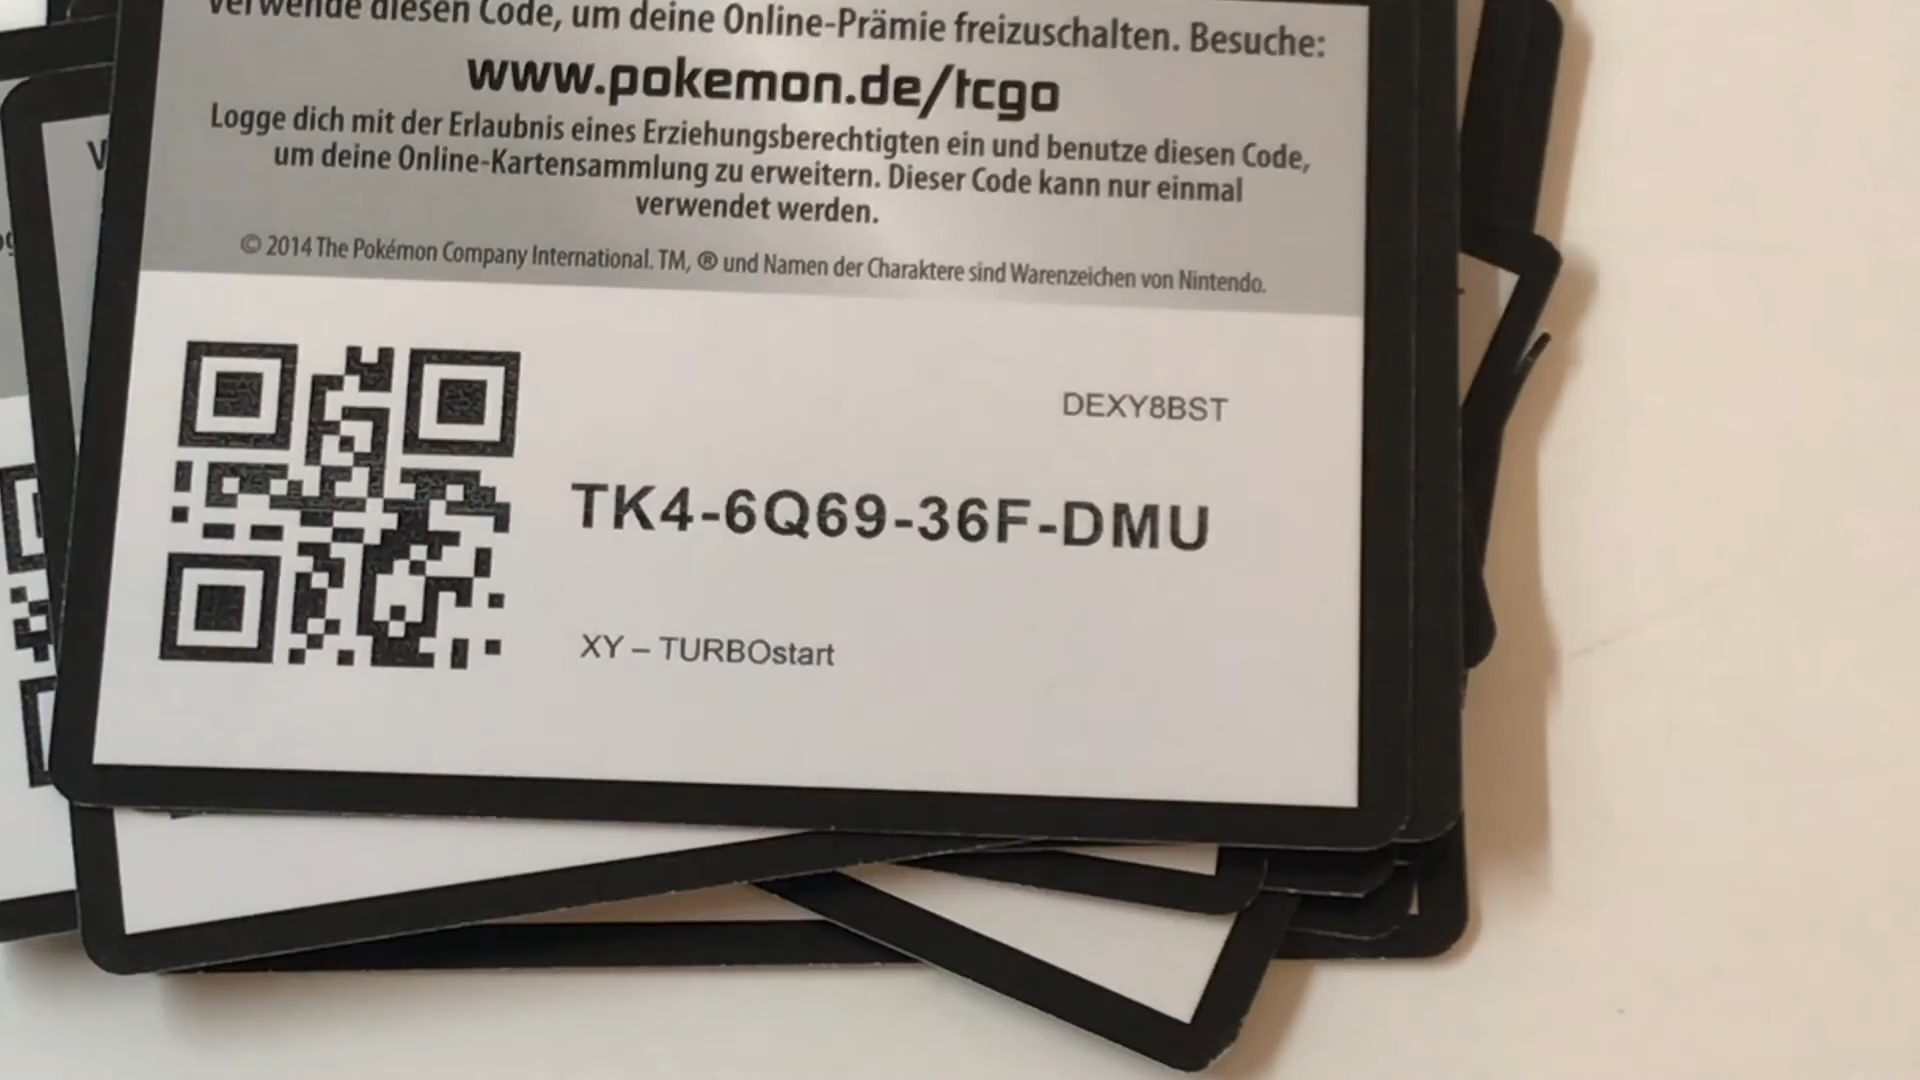 Verwende diesen Code, um deine Online-Prämie freizuschalten. Besuche:
www.pokemon.de/tcgo
Logge dich mit der Erlaubnis eines Erziehungsberechtigten ein und benutze diesen Code,
um deine Online-Kartensammlung zu erweitern. Dieser Code kann nur einmal
verwendet werden.
© 2014 The Pokémon Company International. TM, ® und Namen der Charaktere sind Warenzeichen von Nintendo.
DEXY8BST
TK4-6Q69-36F-DMU
XY – TURBOstart